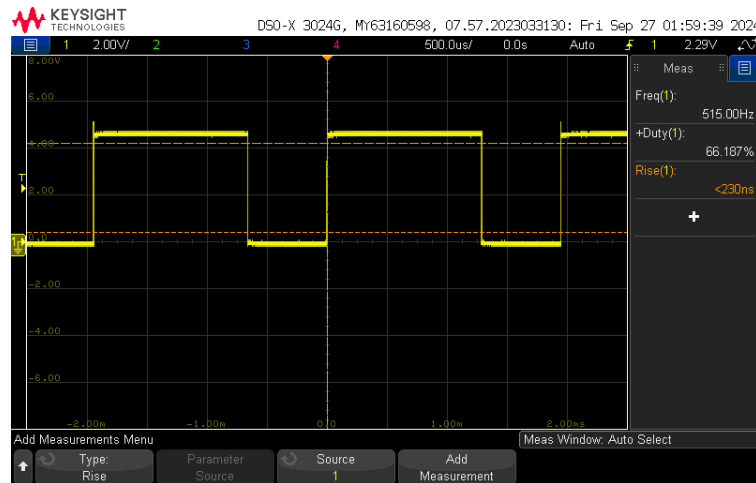 KEYSIGHT
TECHNOLOGIES
DSO-X 3024G, MY63160598, 07.57.2023033130: Fri Sep 27 01:59:39 2024
1 2.00V/ 2 3 4 500.0us/ 0.0s Auto 1 2.29V
8.00V
6.00
4.00
2.00
0.0
-2.00
-4.00
-6.00
T
1
-2.00m -1.00m 0.0 1.00m 2.00ms
Meas
Freq(1):
515.00Hz
+Duty(1):
66.187%
Rise(1):
<230ns
+
Add Measurements Menu
Meas Window: Auto Select
Type:
Rise
Parameter
Source
Source
1
Add
Measurement